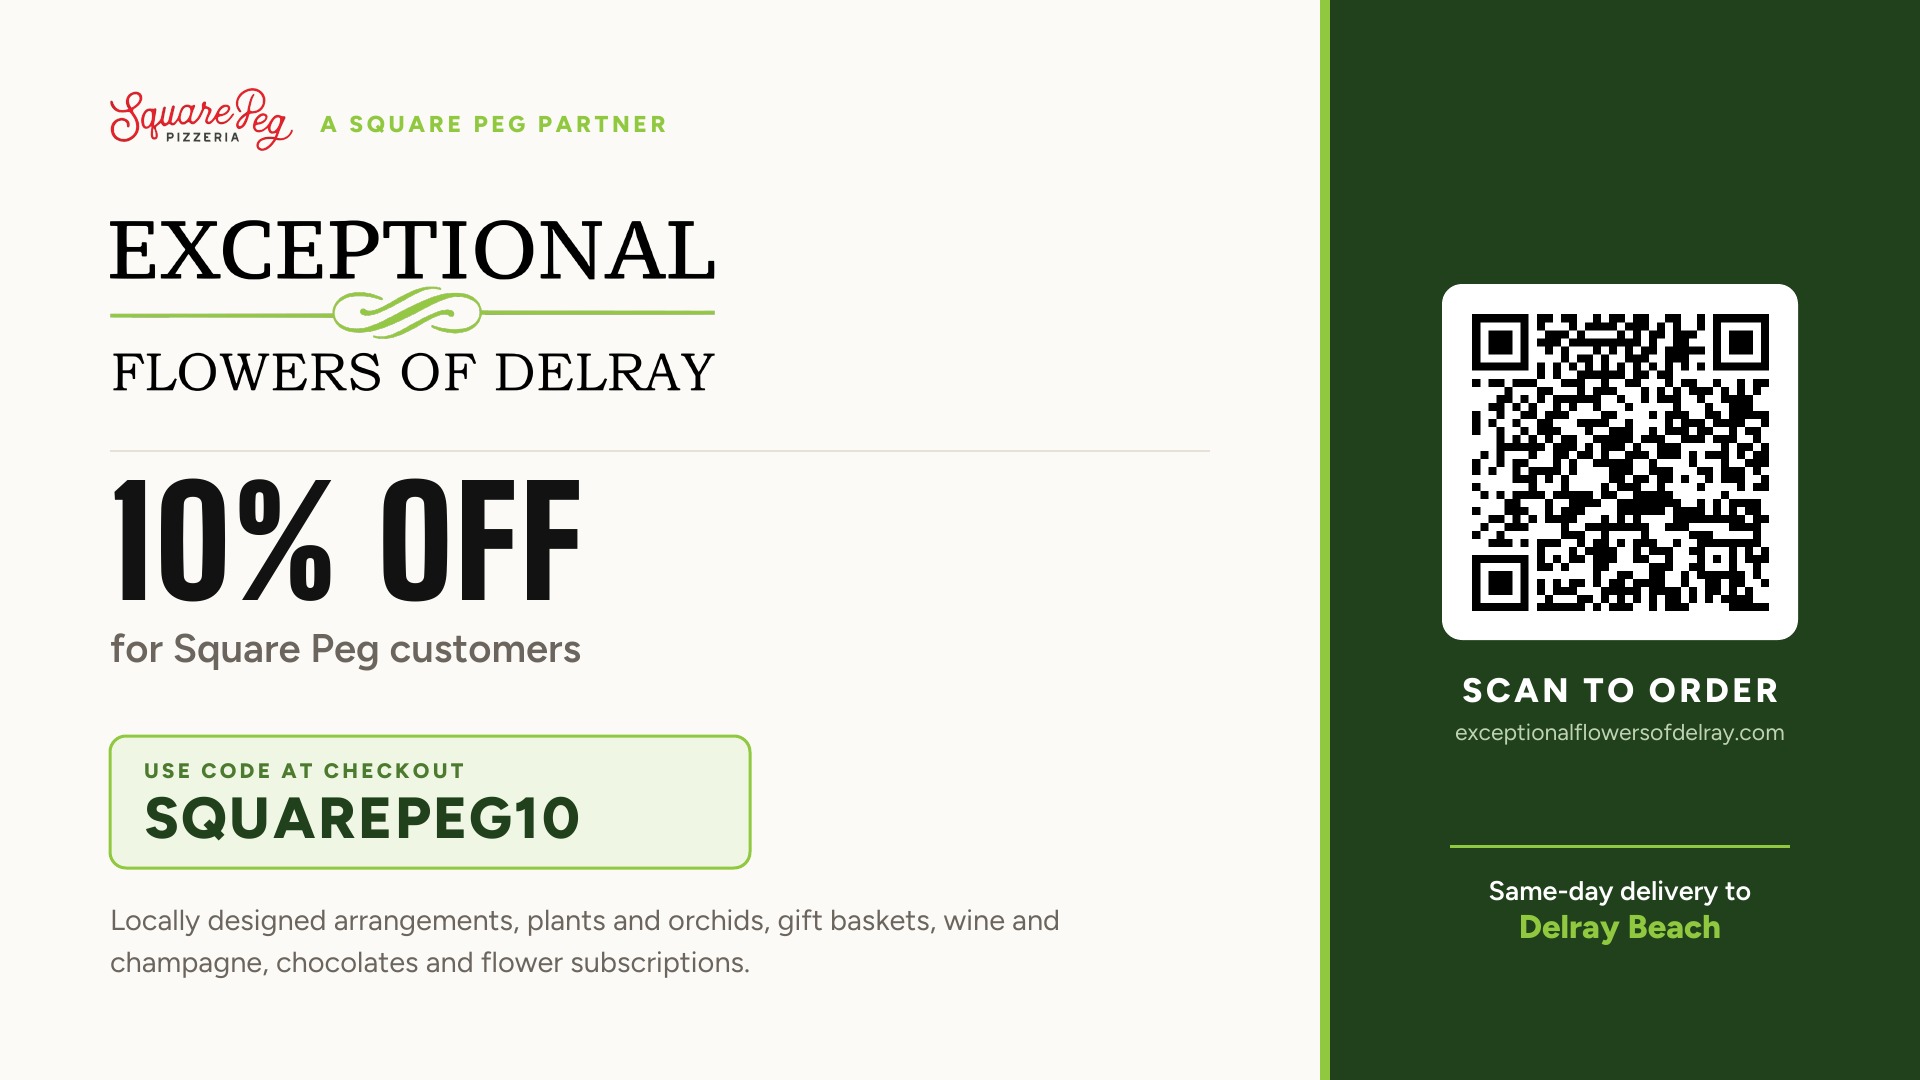 Square Peg
PIZZERIA
A SQUARE PEG PARTNER
EXCEPTIONAL
FLOWERS OF DELRAY
10% OFF
for Square Peg customers
USE CODE AT CHECKOUT
SQUAREPEG10
Locally designed arrangements, plants and orchids, gift baskets, wine and
champagne, chocolates and flower subscriptions.
SCAN TO ORDER
exceptionalflowersofdelray.com
Same-day delivery to
Delray Beach